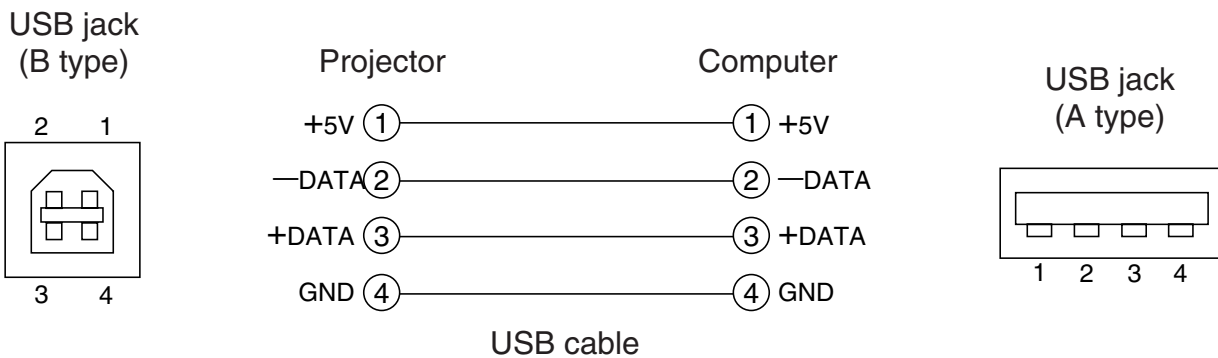 USB jack
(B type)
2 1
3 4
Projector Computer
+5V 1 1 +5V
—DATA 2 2 —DATA
+DATA 3 3 +DATA
GND 4 4 GND
USB cable
USB jack
(A type)
1 2 3 4